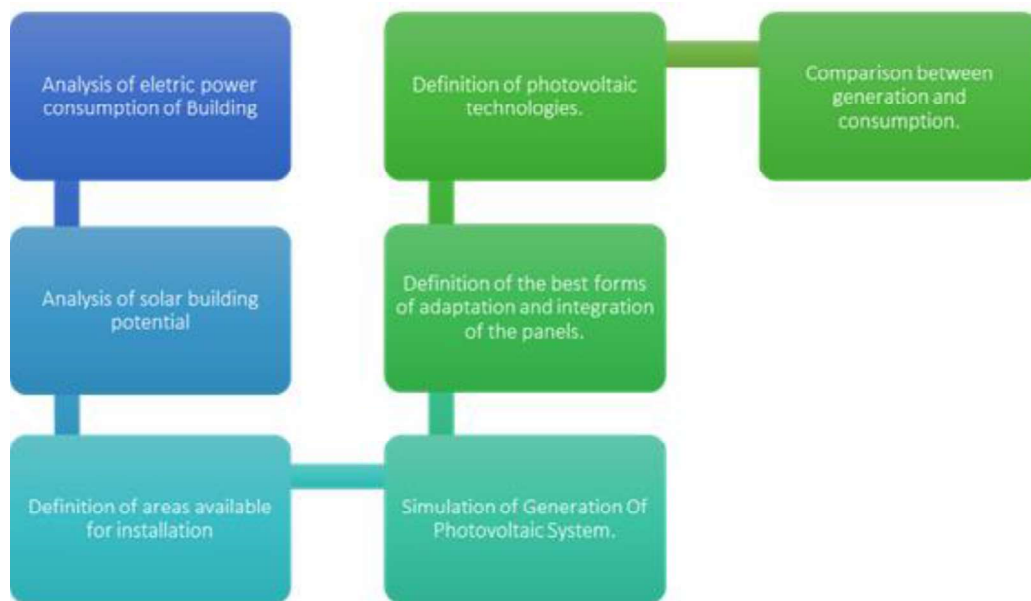 Analysis of eletric power
consumption of Building
Analysis of solar building
potential
Definition of areas available
for installation
Simulation of Generation Of
Photovoltaic System.
Definition of the best forms
of adaptation and integration
of the panels.
Definition of photovoltaic
technologies.
Comparison between
generation and
consumption.